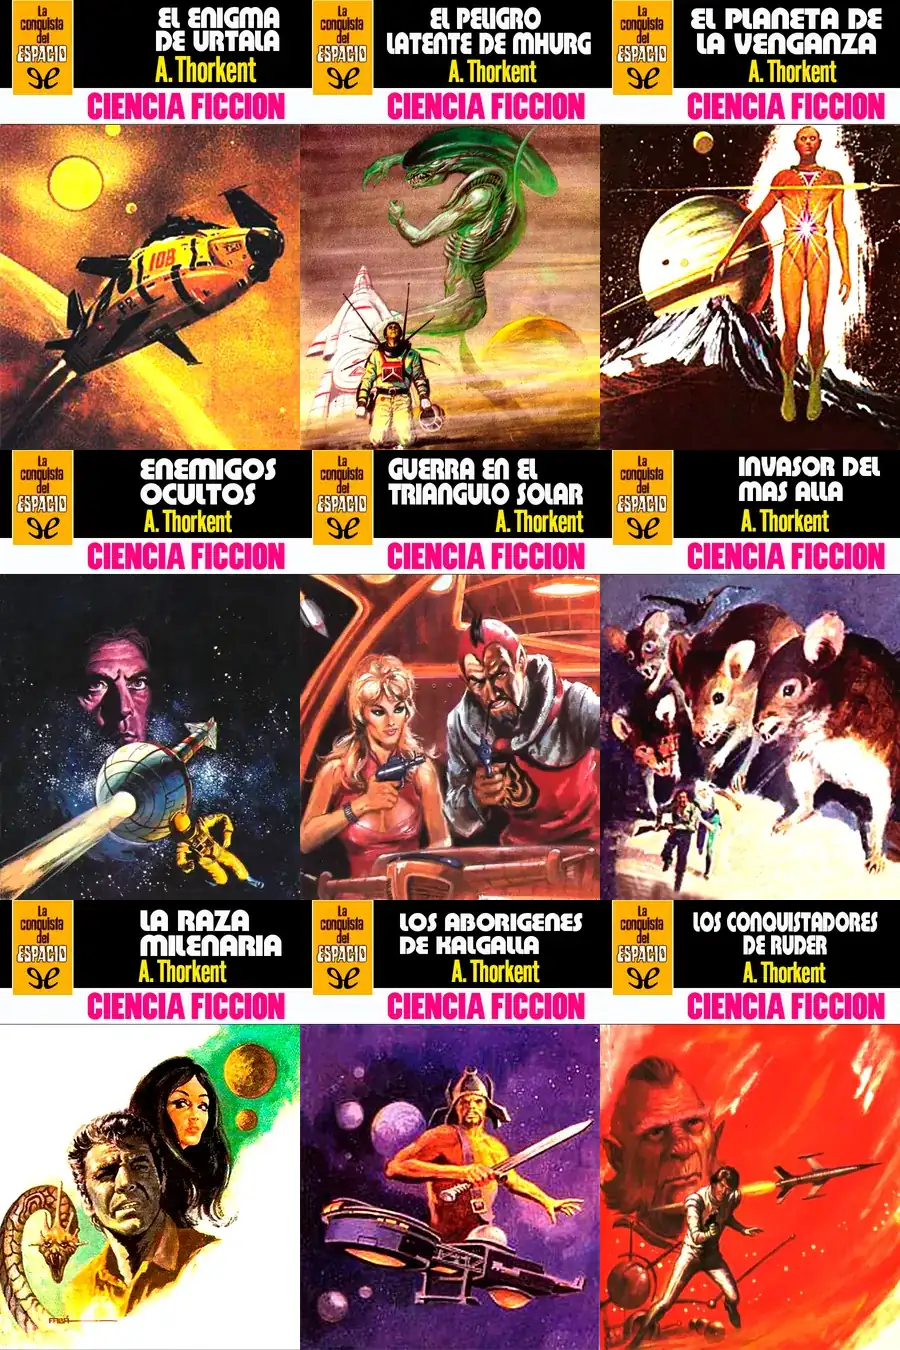 La
conquista
del
ESPACIO
EL ENIGMA
DE URTALA
A. Thorkent
CIENCIA FICCION
108
La
conquista
del
ESPACIO
EL PELIGRO
LATENTE DE MHURG
A. Thorkent
CIENCIA FICCION
La
conquista
del
ESPACIO
EL PLANETA DE
LA VENGANZA
A. Thorkent
CIENCIA FICCION
La
conquista
del
ESPACIO
ENEMIGOS
OCULTOS
A. Thorkent
CIENCIA FICCION
La
conquista
del
ESPACIO
GUERRA EN EL
TRIANGULO SOLAR
A. Thorkent
CIENCIA FICCION
La
conquista
del
ESPACIO
INVASOR DEL
MAS ALLA
A. Thorkent
CIENCIA FICCION
La
conquista
del
ESPACIO
LA RAZA
MILENARIA
A. Thorkent
CIENCIA FICCION
La
conquista
del
ESPACIO
LOS ABORIGENES
DE KALGALLA
A. Thorkent
CIENCIA FICCION
La
conquista
del
ESPACIO
LOS CONQUISTADORES
DE RUDER
A. Thorkent
CIENCIA FICCION